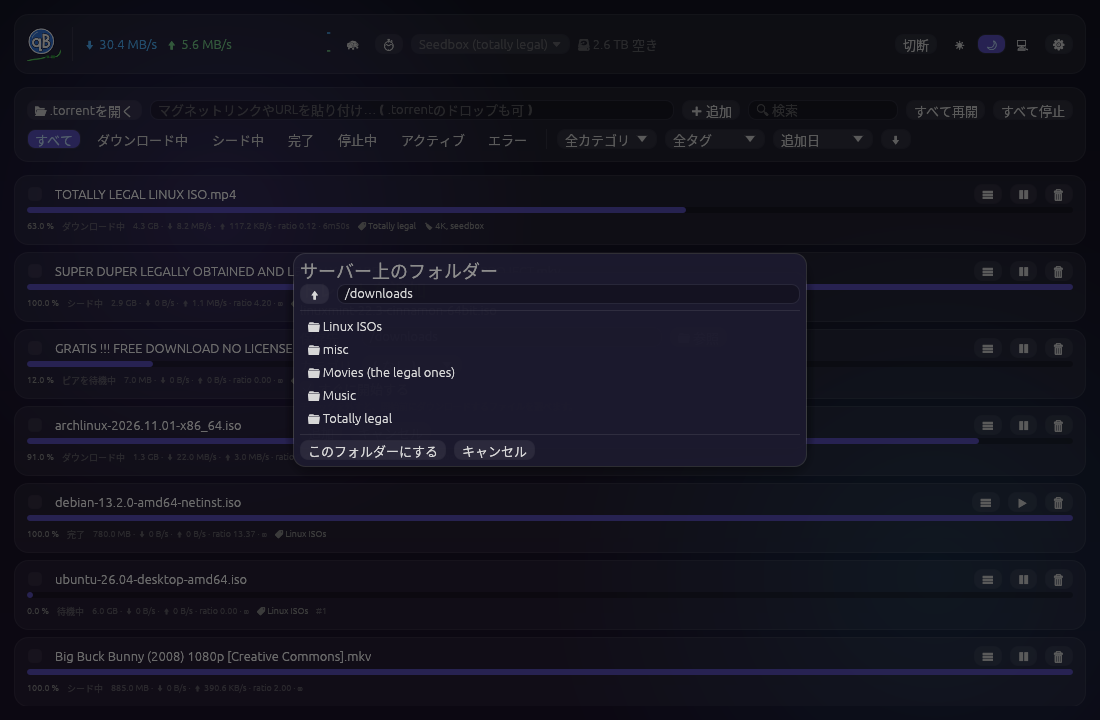 qB 30.4 MB/s 5.6 MB/s Seedbox (totally legal) 2.6 TB 空き 切断
.torrentを開く マグネットリンクやURLを貼り付け… ( .torrentのドロップも可 ) + 追加 検索 すべて再開 すべて停止
すべて ダウンロード中 シード中 完了 停止中 アクティブ エラー 全カテゴリ 全タグ 追加日
TOTALLY LEGAL LINUX ISO.mp4
63.0 % ダウンロード中 4.3 GB · 8.2 MB/s · 117.2 KB/s · ratio 0.12 · 6m50s Totally legal 4K, seedbox
SUPER DUPER LEGALLY OBTAINED AND L
100.0 % シード中 2.9 GB · 0 B/s · 1.1 MB/s · ratio 4.20 · ∞
GRATIS !!! FREE DOWNLOAD NO LICENSE
12.0 % ピアを待機中 7.0 MB · 0 B/s · 0 B/s · ratio 0.00 · ∞
archlinux-2026.11.01-x86_64.iso
91.0 % ダウンロード中 1.3 GB · 22.0 MB/s · 3.0 MB/s · ratio
サーバー上のフォルダー
/downloads
Linux ISOs
misc
Movies (the legal ones)
Music
Totally legal
このフォルダーにする キャンセル
debian-13.2.0-amd64-netinst.iso
100.0 % 完了 780.0 MB · 0 B/s · 0 B/s · ratio 13.37 · ∞ Linux ISOs
ubuntu-26.04-desktop-amd64.iso
0.0 % 待機中 6.0 GB · 0 B/s · 0 B/s · ratio 0.00 · ∞ Linux ISOs #1
Big Buck Bunny (2008) 1080p [Creative Commons].mkv
100.0 % シード中 885.0 MB · 0 B/s · 390.6 KB/s · ratio 2.00 · ∞